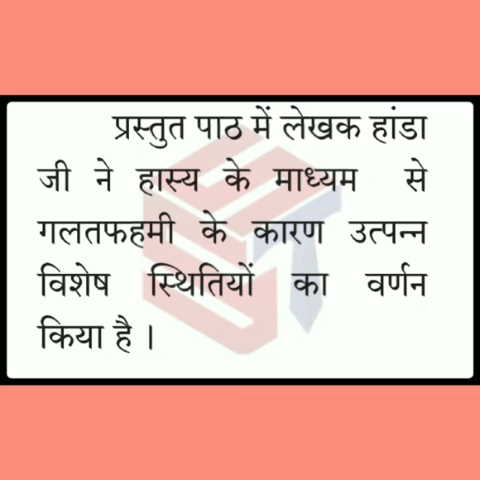 प्रस्तुत पाठ में लेखक हांडा
जी ने हास्य के माध्यम से
गलतफहमी के कारण उत्पन्न
विशेष स्थितियों का वर्णन
किया है ।